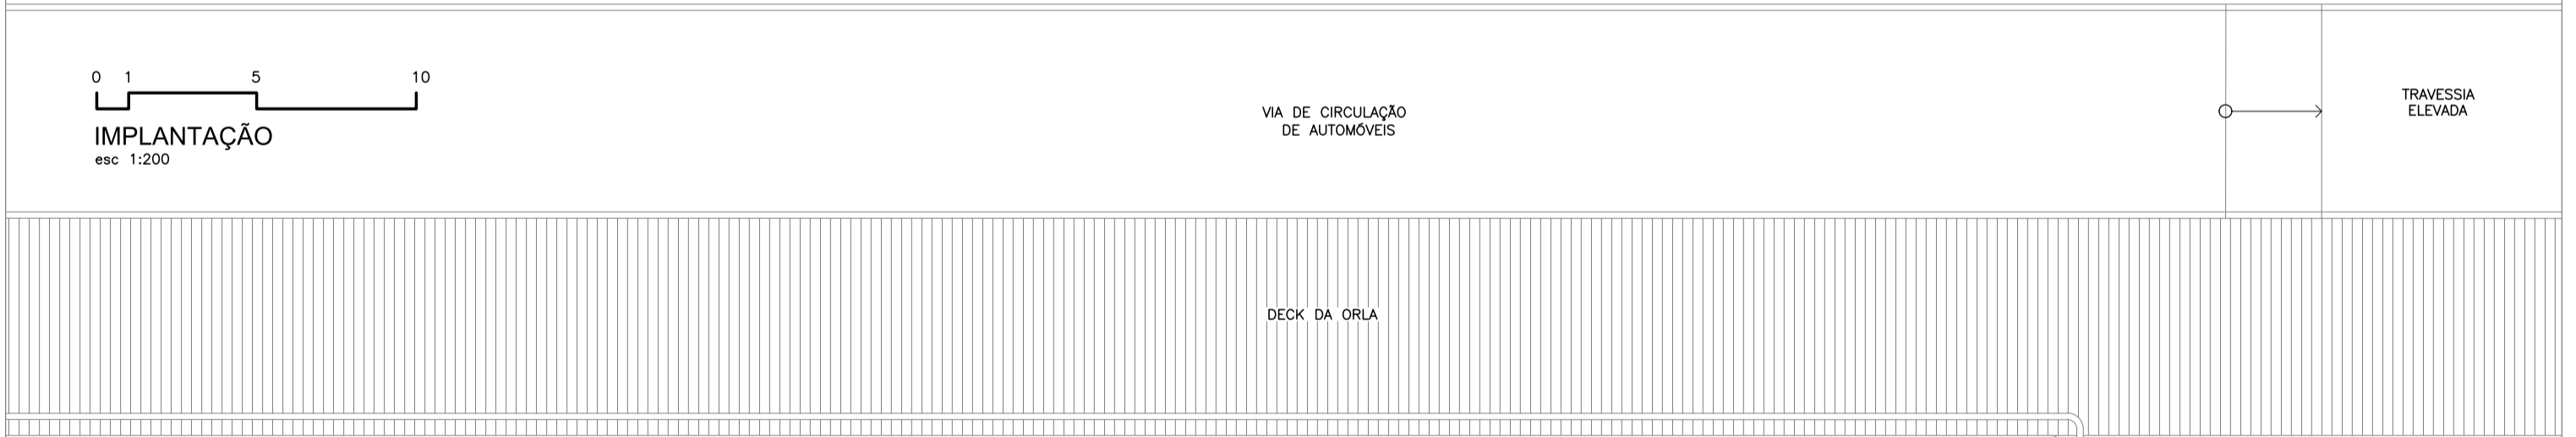 0 1 5 10
IMPLANTAÇÃO
esc 1:200
VIA DE CIRCULAÇÃO
DE AUTOMÓVEIS
TRAVESSIA
ELEVADA
DECK DA ORLA